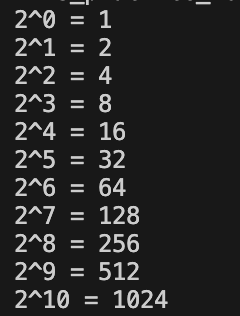 2^0 = 1
2^1 = 2
2^2 = 4
2^3 = 8
2^4 = 16
2^5 = 32
2^6 = 64
2^7 = 128
2^8 = 256
2^9 = 512
2^10 = 1024